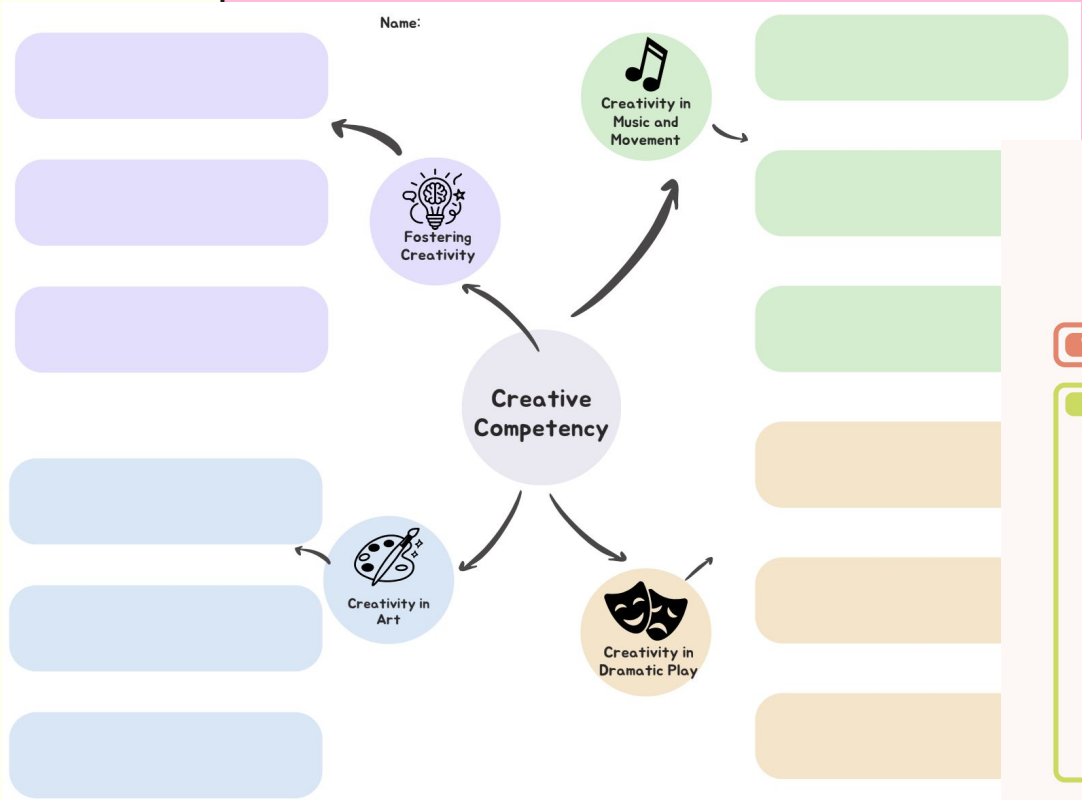 Name:
Creativity in
Music and
Movement
Fostering
Creativity
Creative
Competency
Creativity in
Art
Creativity in
Dramatic Play